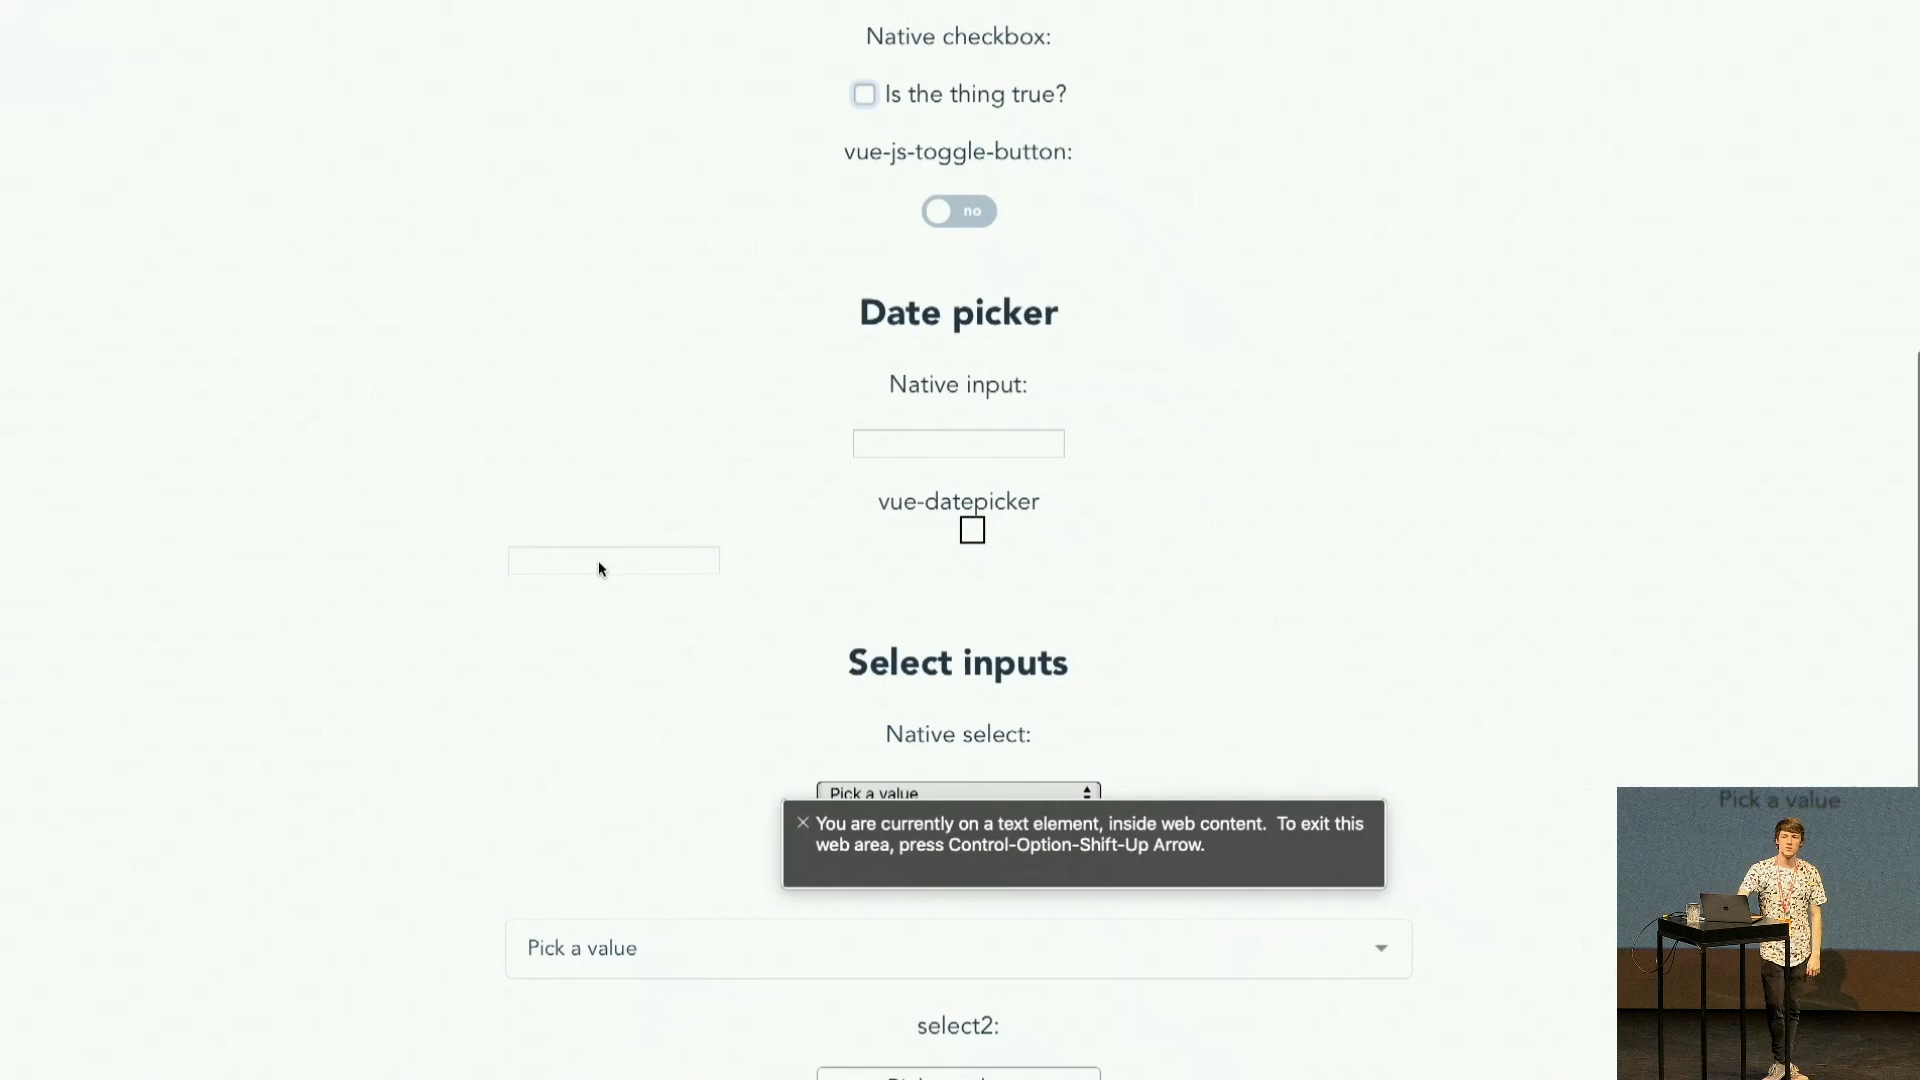 Native checkbox:
Is the thing true?
vue-js-toggle-button:
no
Date picker
Native input:
vue-datepicker
Select inputs
Native select:
Pick a value
You are currently on a text element, inside web content. To exit this
web area, press Control-Option-Shift-Up Arrow.
Pick a value
Pick a value
select2: